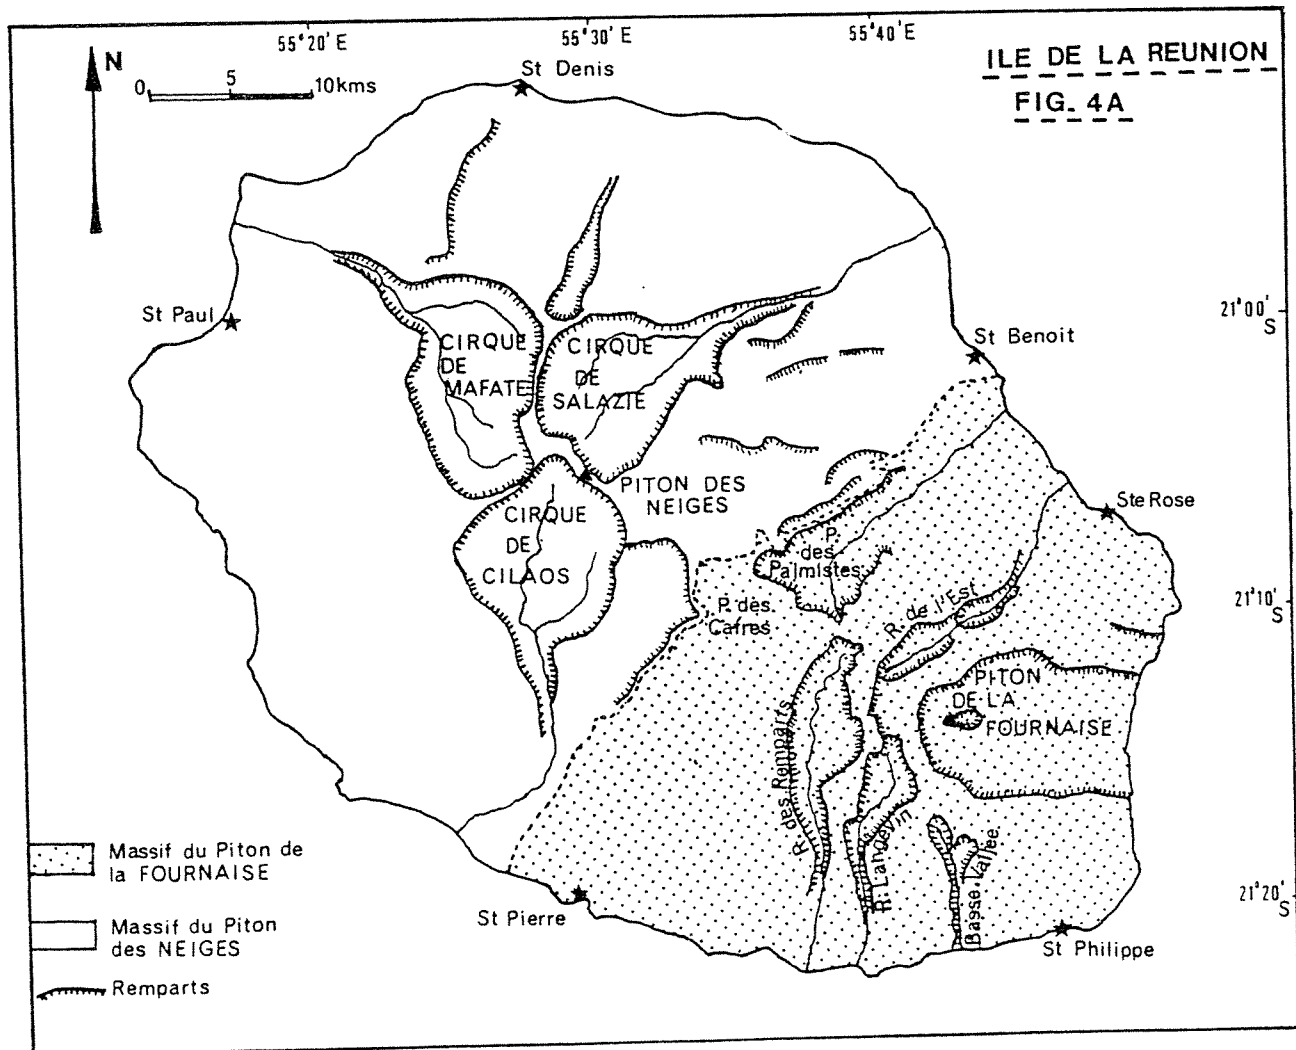 55°20' E
55°30' E
55°40' E
ILE DE LA REUNION
FIG. 4A
N
0 5 10kms
St Denis
St Paul
21°00'
S
St Benoit
CIRQUE
DE
MAFATE
CIRQUE
DE
SALAZIE
PITON DES
NEIGES
Ste Rose
CIRQUE
DE
CILAOS
P.
des
Palmistes
P. des
Cafres
R. de l'Est
21°10'
S
PITON
DE LA
FOURNAISE
R. des Remparts
R. Langevin
Basse Vallée
21°20'
S
St Pierre
St Philippe
Massif du Piton de
la FOURNAISE
Massif du Piton
des NEIGES
Remparts